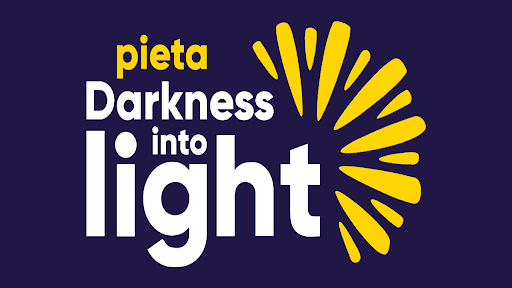 pieta
Darkness
into
light